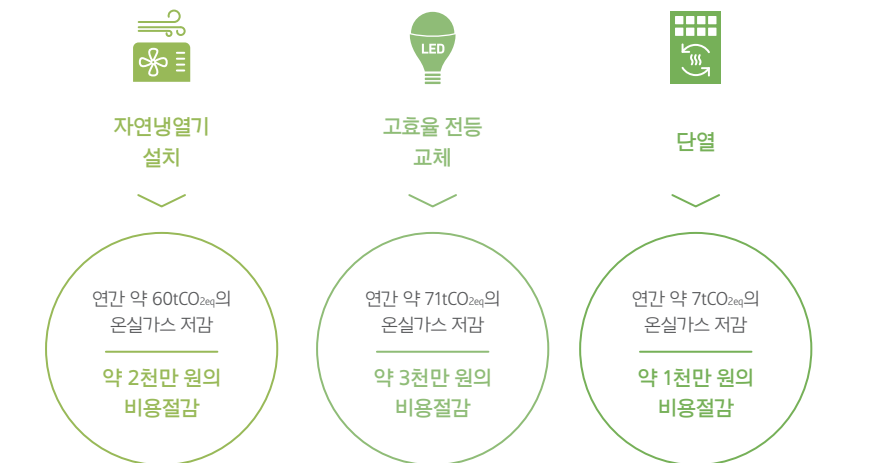 LED
자연냉열기
설치
고효율 전등
교체
단열
연간 약 60tCO2eq의
온실가스 저감
약 2천만 원의
비용절감
연간 약 71tCO2eq의
온실가스 저감
약 3천만 원의
비용절감
연간 약 7tCO2eq의
온실가스 저감
약 1천만 원의
비용절감